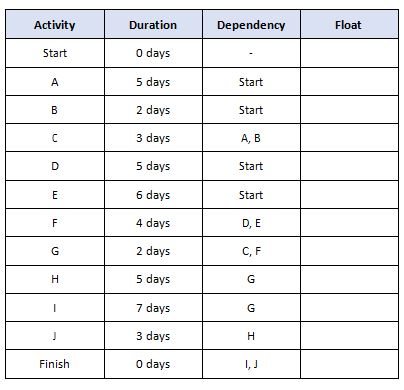 Activity Duration Dependency Float
Start 0 days -
A 5 days Start
B 2 days Start
C 3 days A, B
D 5 days Start
E 6 days Start
F 4 days D, E
G 2 days C, F
H 5 days G
I 7 days G
J 3 days H
Finish 0 days I, J